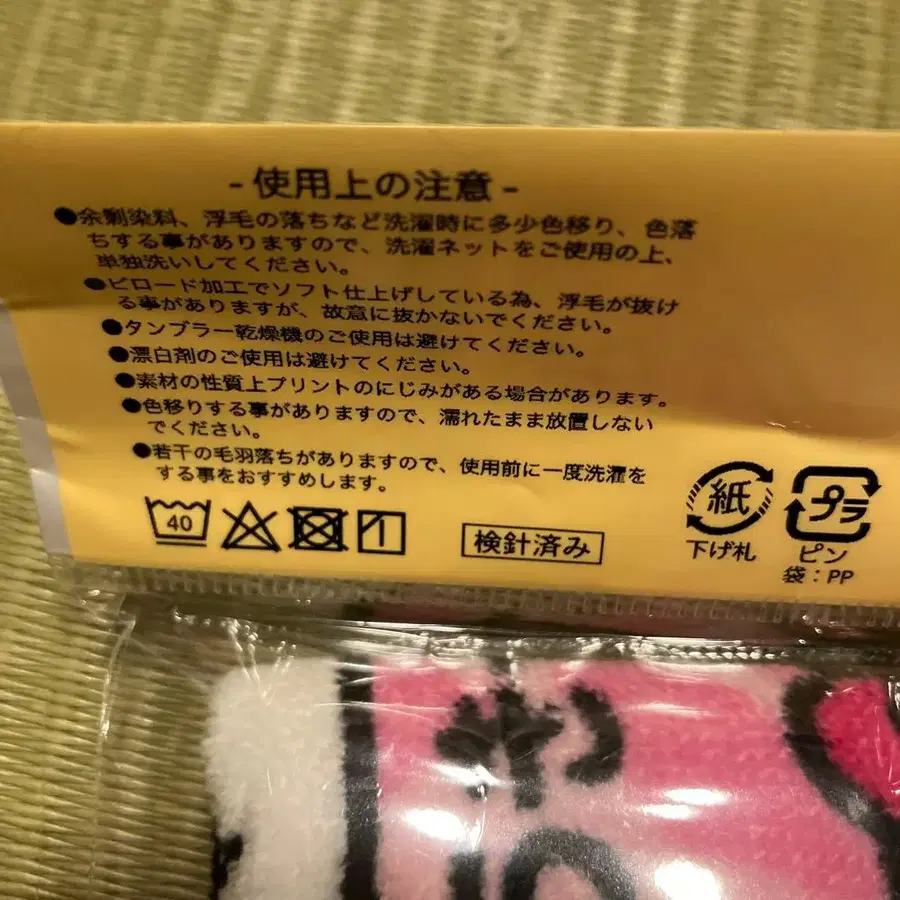 - 使用上の注意 -
●余剰染料、浮毛の落ちなど洗濯時に多少色移り、色落
ちする事がありますので、洗濯ネットをご使用の上、
単独洗いしてください。
●ビロード加工でソフト仕上げしている為、浮毛が抜け
る事がありますが、故意に抜かないでください。
●タンブラー乾燥機のご使用は避けてください。
●漂白剤のご使用は避けてください。
●素材の性質上プリントのにじみがある場合があります。
●色移りする事がありますので、濡れたまま放置しない
でください。
●若干の毛羽落ちがありますので、使用前に一度洗濯を
する事をおすすめします。
40
検針済み
紙
下げ札
プラ
ピン
袋：PP